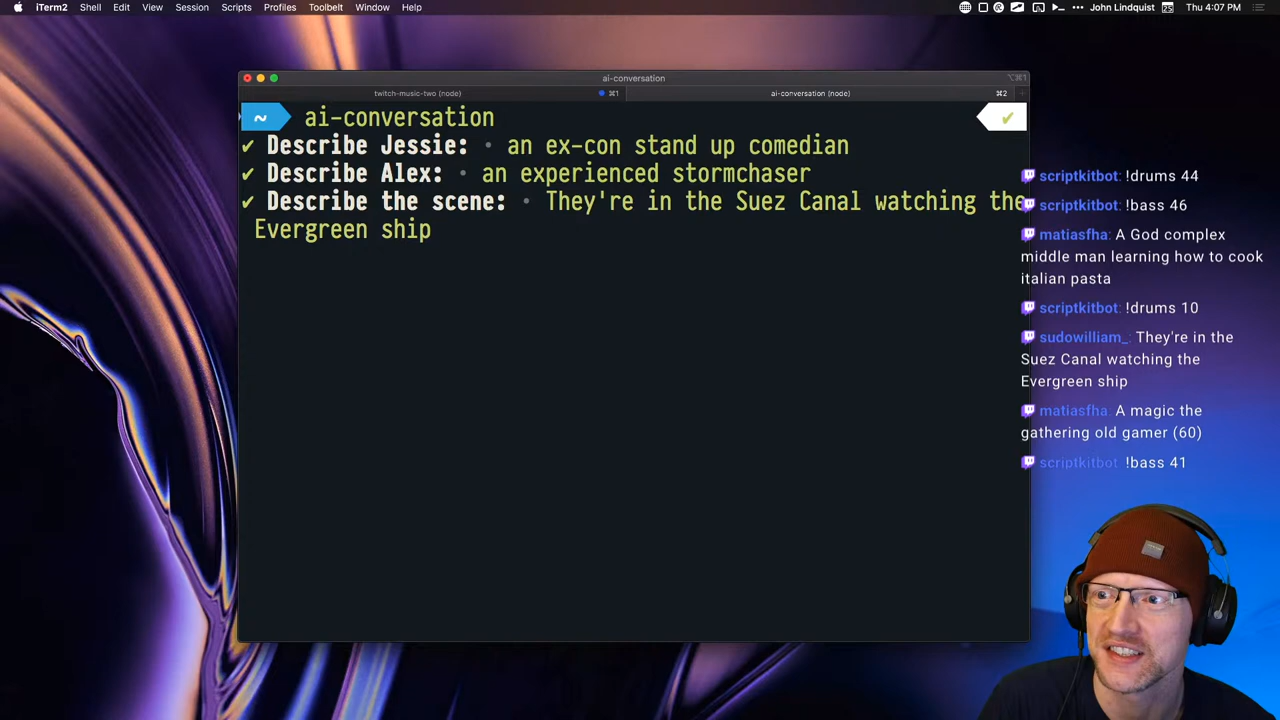 iTerm2 Shell Edit View Session Scripts Profiles Toolbelt Window Help John Lindquist 25 Thu 4:07 PM
ai-conversation
⌥⌘1
twitch-music-two (node) ⌘1 ai-conversation (node) ⌘2
~ ai-conversation ✔
✔ Describe Jessie: · an ex-con stand up comedian
✔ Describe Alex: · an experienced stormchaser
✔ Describe the scene: · They're in the Suez Canal watching the
Evergreen ship
scriptkitbot: !drums 44
scriptkitbot: !bass 46
matiasfha: A God complex
middle man learning how to cook
italian pasta
scriptkitbot: !drums 10
sudowilliam_: They're in the
Suez Canal watching the
Evergreen ship
matiasfha: A magic the
gathering old gamer (60)
scriptkitbot: !bass 41